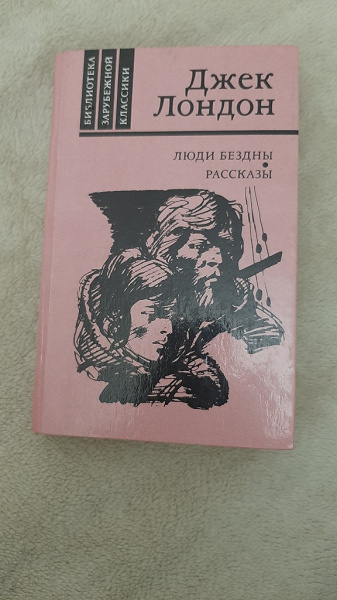 БИБЛИОТЕКА
ЗАРУБЕЖНОЙ
КЛАССИКИ
Джек
Лондон
ЛЮДИ БЕЗДНЫ
•
РАССКАЗЫ